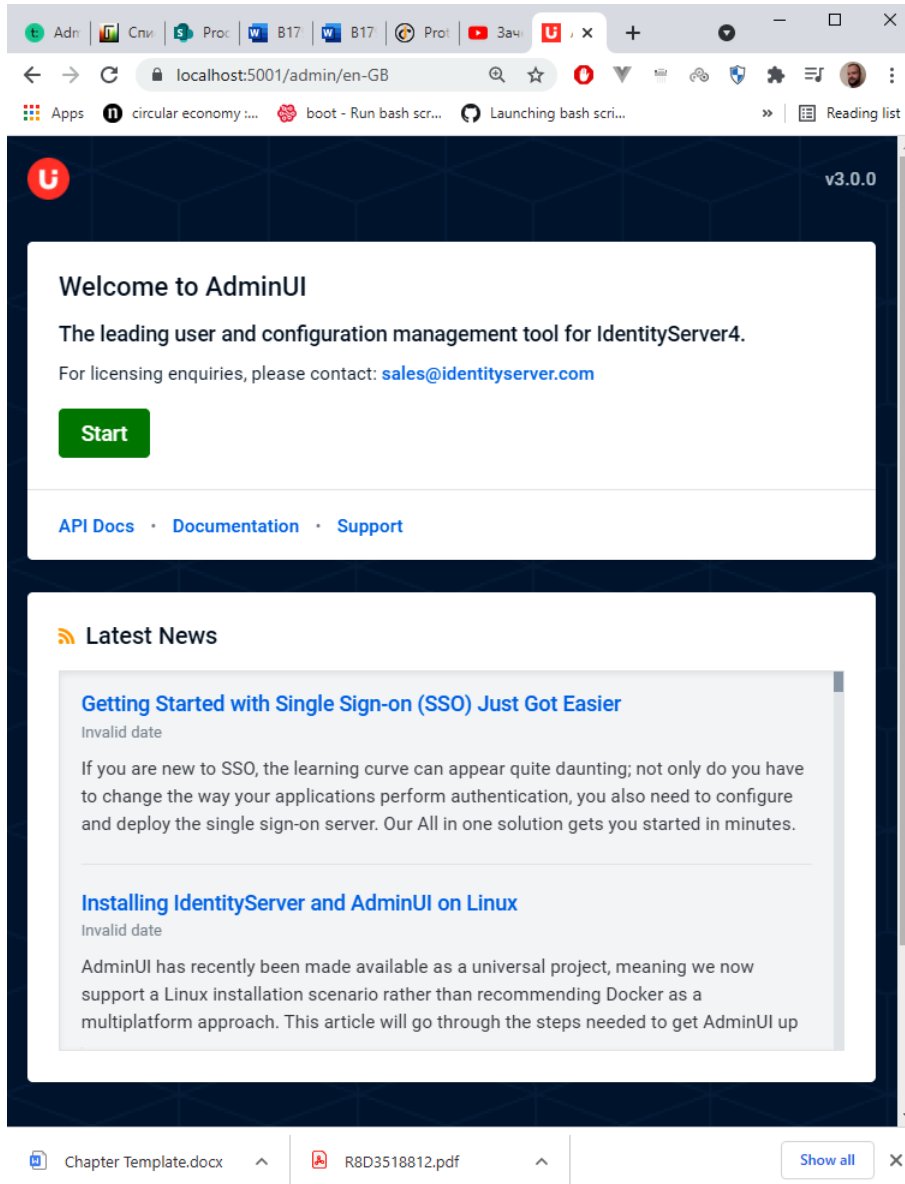 Adm Спи Proc B17 B17 Prot Зач
localhost:5001/admin/en-GB
Apps circular economy :... boot - Run bash scr... Launching bash scri... » Reading list
v3.0.0
Welcome to AdminUI
The leading user and configuration management tool for IdentityServer4.
For licensing enquiries, please contact: sales@identityserver.com
Start
API Docs · Documentation · Support
Latest News
Getting Started with Single Sign-on (SSO) Just Got Easier
Invalid date
If you are new to SSO, the learning curve can appear quite daunting; not only do you have
to change the way your applications perform authentication, you also need to configure
and deploy the single sign-on server. Our All in one solution gets you started in minutes.
Installing IdentityServer and AdminUI on Linux
Invalid date
AdminUI has recently been made available as a universal project, meaning we now
support a Linux installation scenario rather than recommending Docker as a
multiplatform approach. This article will go through the steps needed to get AdminUI up
Chapter Template.docx R8D3518812.pdf Show all